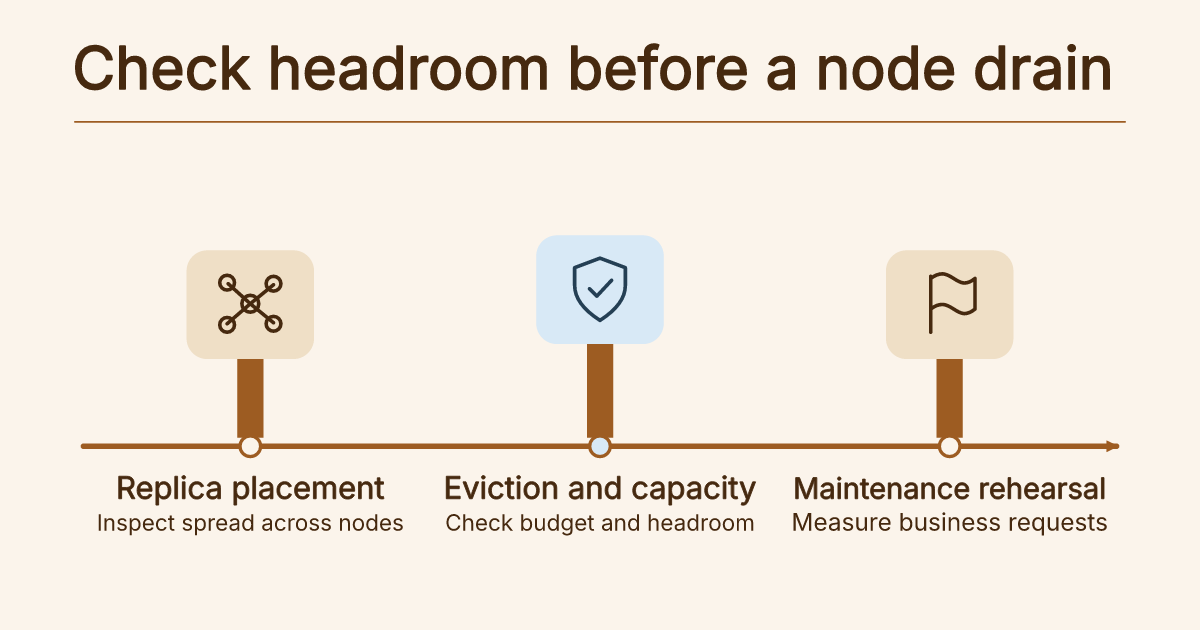 Check headroom before a node drain
Replica placement
Inspect spread across nodes
Eviction and capacity
Check budget and headroom
Maintenance rehearsal
Measure business requests